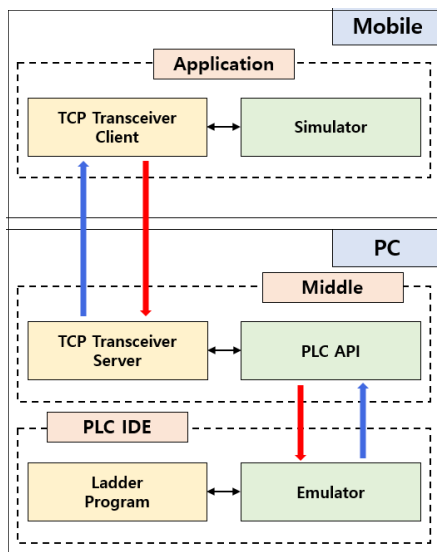 Mobile
Application
TCP Transceiver
Client
Simulator
PC
Middle
TCP Transceiver
Server
PLC API
PLC IDE
Ladder
Program
Emulator